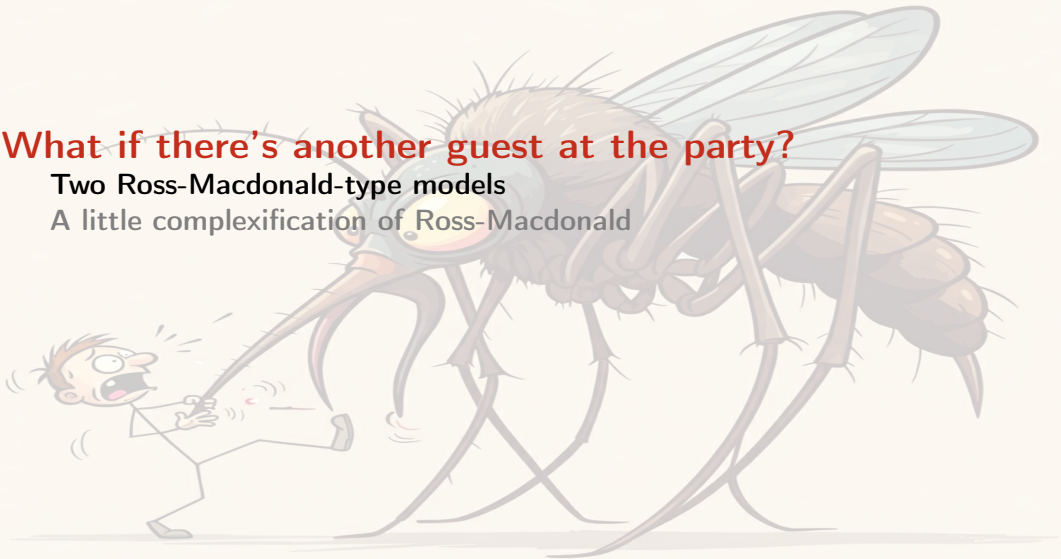 What if there's another guest at the party?
Two Ross-Macdonald-type models
A little complexification of Ross-Macdonald